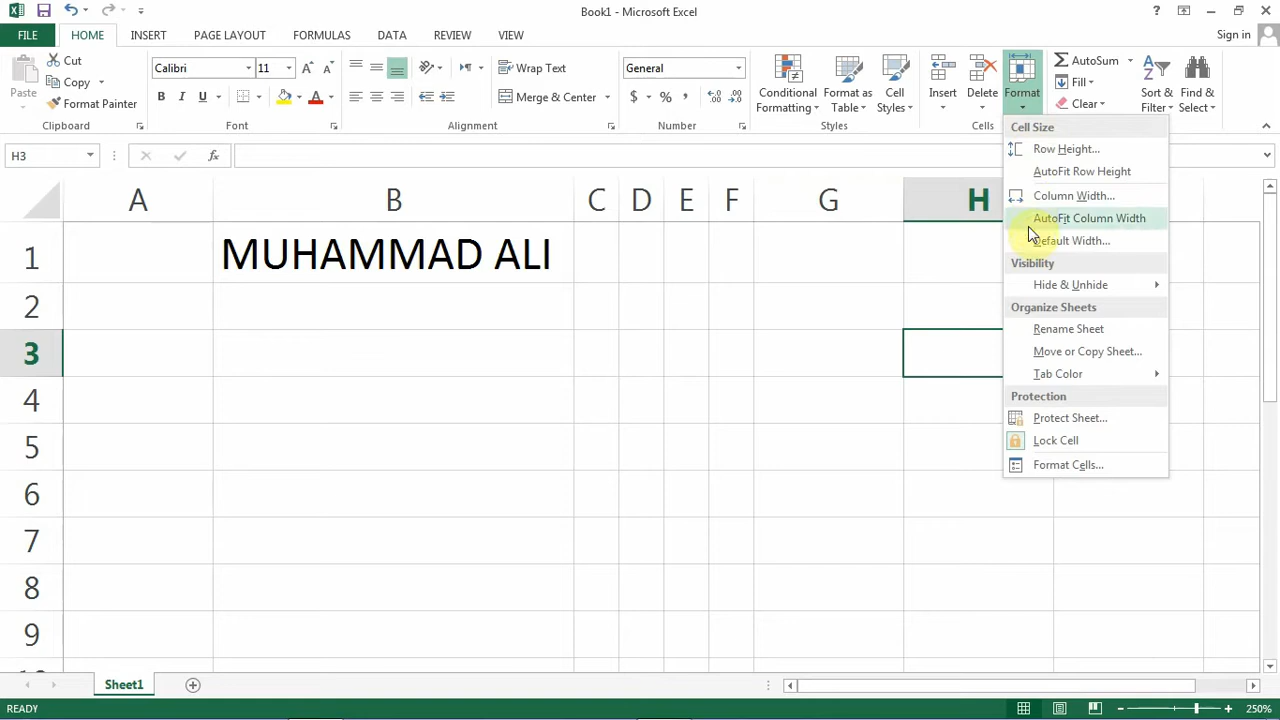 Book1 - Microsoft Excel
?
FILE HOME INSERT PAGE LAYOUT FORMULAS DATA REVIEW VIEW Sign in
Paste
Cut
Copy
Format Painter
Clipboard
Calibri 11
B I U A
Font
Wrap Text
Merge & Center
Alignment
General
$ % ,
Number
Conditional Formatting
Format as Table
Cell Styles
Styles
Insert
Delete
Format
Cells
AutoSum
Fill
Clear
Sort & Filter
Find & Select
Cell Size
Row Height...
AutoFit Row Height
Column Width...
AutoFit Column Width
Default Width...
Visibility
Hide & Unhide
Organize Sheets
Rename Sheet
Move or Copy Sheet...
Tab Color
Protection
Protect Sheet...
Lock Cell
Format Cells...
H3 fx
A B C D E F G H
1 MUHAMMAD ALI
2
3
4
5
6
7
8
9
Sheet1
READY 250%